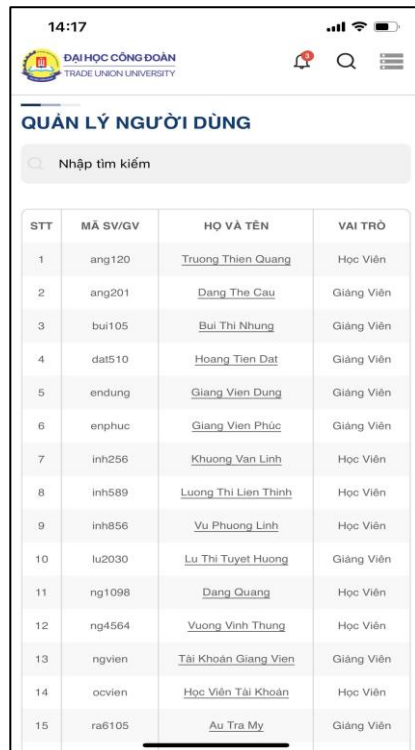 14:17
ĐẠI HỌC CÔNG ĐOÀN
TRADE UNION UNIVERSITY
QUẢN LÝ NGƯỜI DÙNG
Nhập tìm kiếm
STT MÃ SV/GV HỌ VÀ TÊN VAI TRÒ
1 ang120 Truong Thien Quang Học Viên
2 ang201 Dang The Cau Giảng Viên
3 bui105 Bui Thi Nhung Giảng Viên
4 dat510 Hoang Tien Dat Giảng Viên
5 endung Giang Vien Dung Giảng Viên
6 enphuc Giang Vien Phúc Giảng Viên
7 inh256 Khuong Van Linh Học Viên
8 inh589 Luong Thi Lien Thinh Học Viên
9 inh856 Vu Phuong Linh Học Viên
10 lu2030 Lu Thi Tuyet Huong Giảng Viên
11 ng1098 Dang Quang Học Viên
12 ng4564 Vuong Vinh Thung Học Viên
13 ngvien Tài Khoản Giang Vien Giảng Viên
14 ocvien Học Viên Tài Khoản Học Viên
15 ra6105 Au Tra My Giảng Viên